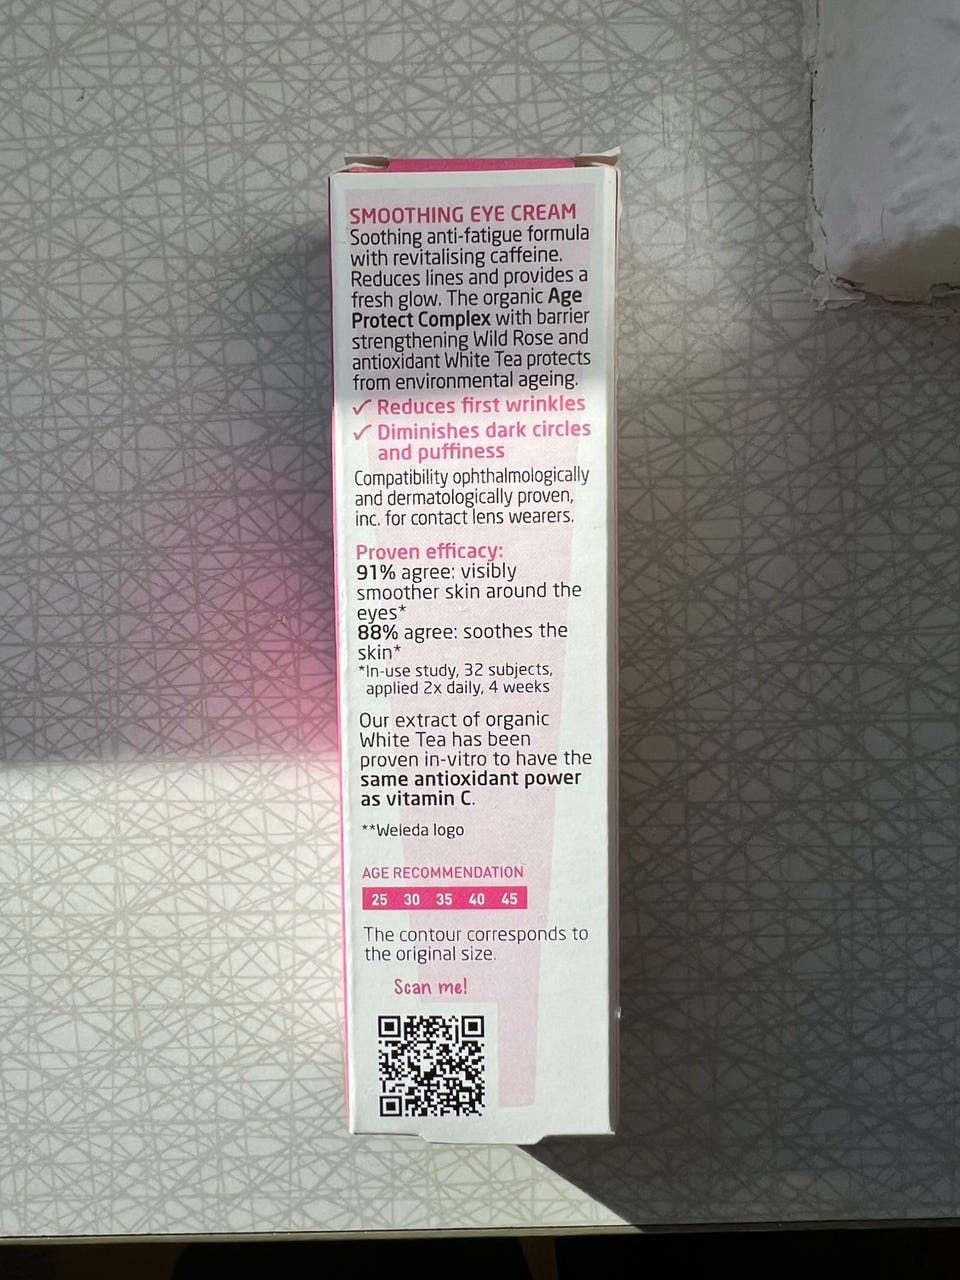 SMOOTHING EYE CREAM
Soothing anti-fatigue formula
with revitalising caffeine.
Reduces lines and provides a
fresh glow. The organic Age
Protect Complex with barrier
strengthening Wild Rose and
antioxidant White Tea protects
from environmental ageing.
✓ Reduces first wrinkles
✓ Diminishes dark circles
and puffiness
Compatibility ophthalmologically
and dermatologically proven,
inc. for contact lens wearers.
Proven efficacy:
91% agree: visibly
smoother skin around the
eyes*
88% agree: soothes the
skin*
*In-use study, 32 subjects,
applied 2x daily, 4 weeks
Our extract of organic
White Tea has been
proven in-vitro to have the
same antioxidant power
as vitamin C.
**Weleda logo
AGE RECOMMENDATION
25 30 35 40 45
The contour corresponds to
the original size.
Scan me!